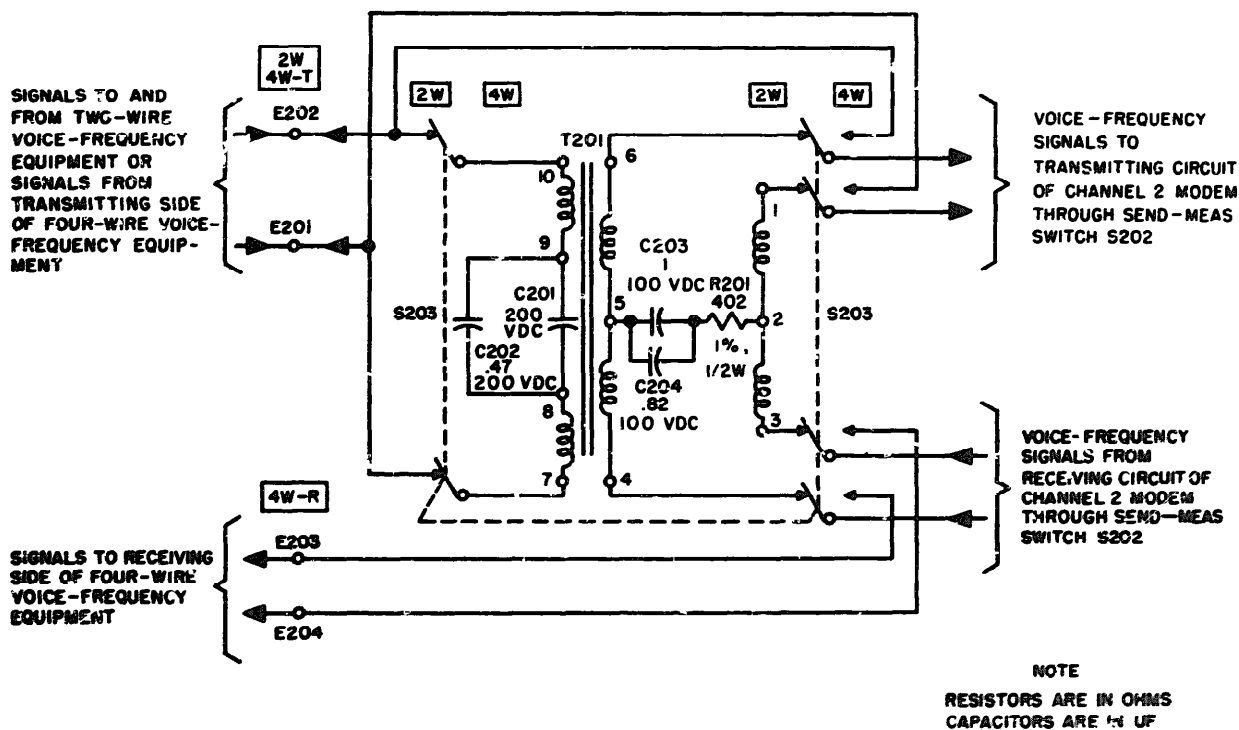 2W
4W-T
SIGNALS TO AND
FROM TWO-WIRE
VOICE-FREQUENCY
EQUIPMENT OR
SIGNALS FROM
TRANSMITTING SIDE
OF FOUR-WIRE VOICE-
FREQUENCY EQUIP-
MENT
E202
E201
2W
4W
T201
10
9
8
7
6
5
4
S203
C201
200
VDC
C202
.47
200 VDC
C203
1
100 VDC
R201
402
1%,
1/2W
C204
.82
100 VDC
1
2
3
2W
4W
S203
VOICE-FREQUENCY
SIGNALS TO
TRANSMITTING CIRCUIT
OF CHANNEL 2 MODEM
THROUGH SEND-MEAS
SWITCH S202
VOICE-FREQUENCY
SIGNALS FROM
RECEIVING CIRCUIT OF
CHANNEL 2 MODEM
THROUGH SEND-MEAS
SWITCH S202
4W-R
SIGNALS TO RECEIVING
SIDE OF FOUR-WIRE
VOICE-FREQUENCY
EQUIPMENT
E203
E204
NOTE
RESISTORS ARE IN OHMS
CAPACITORS ARE IN UF